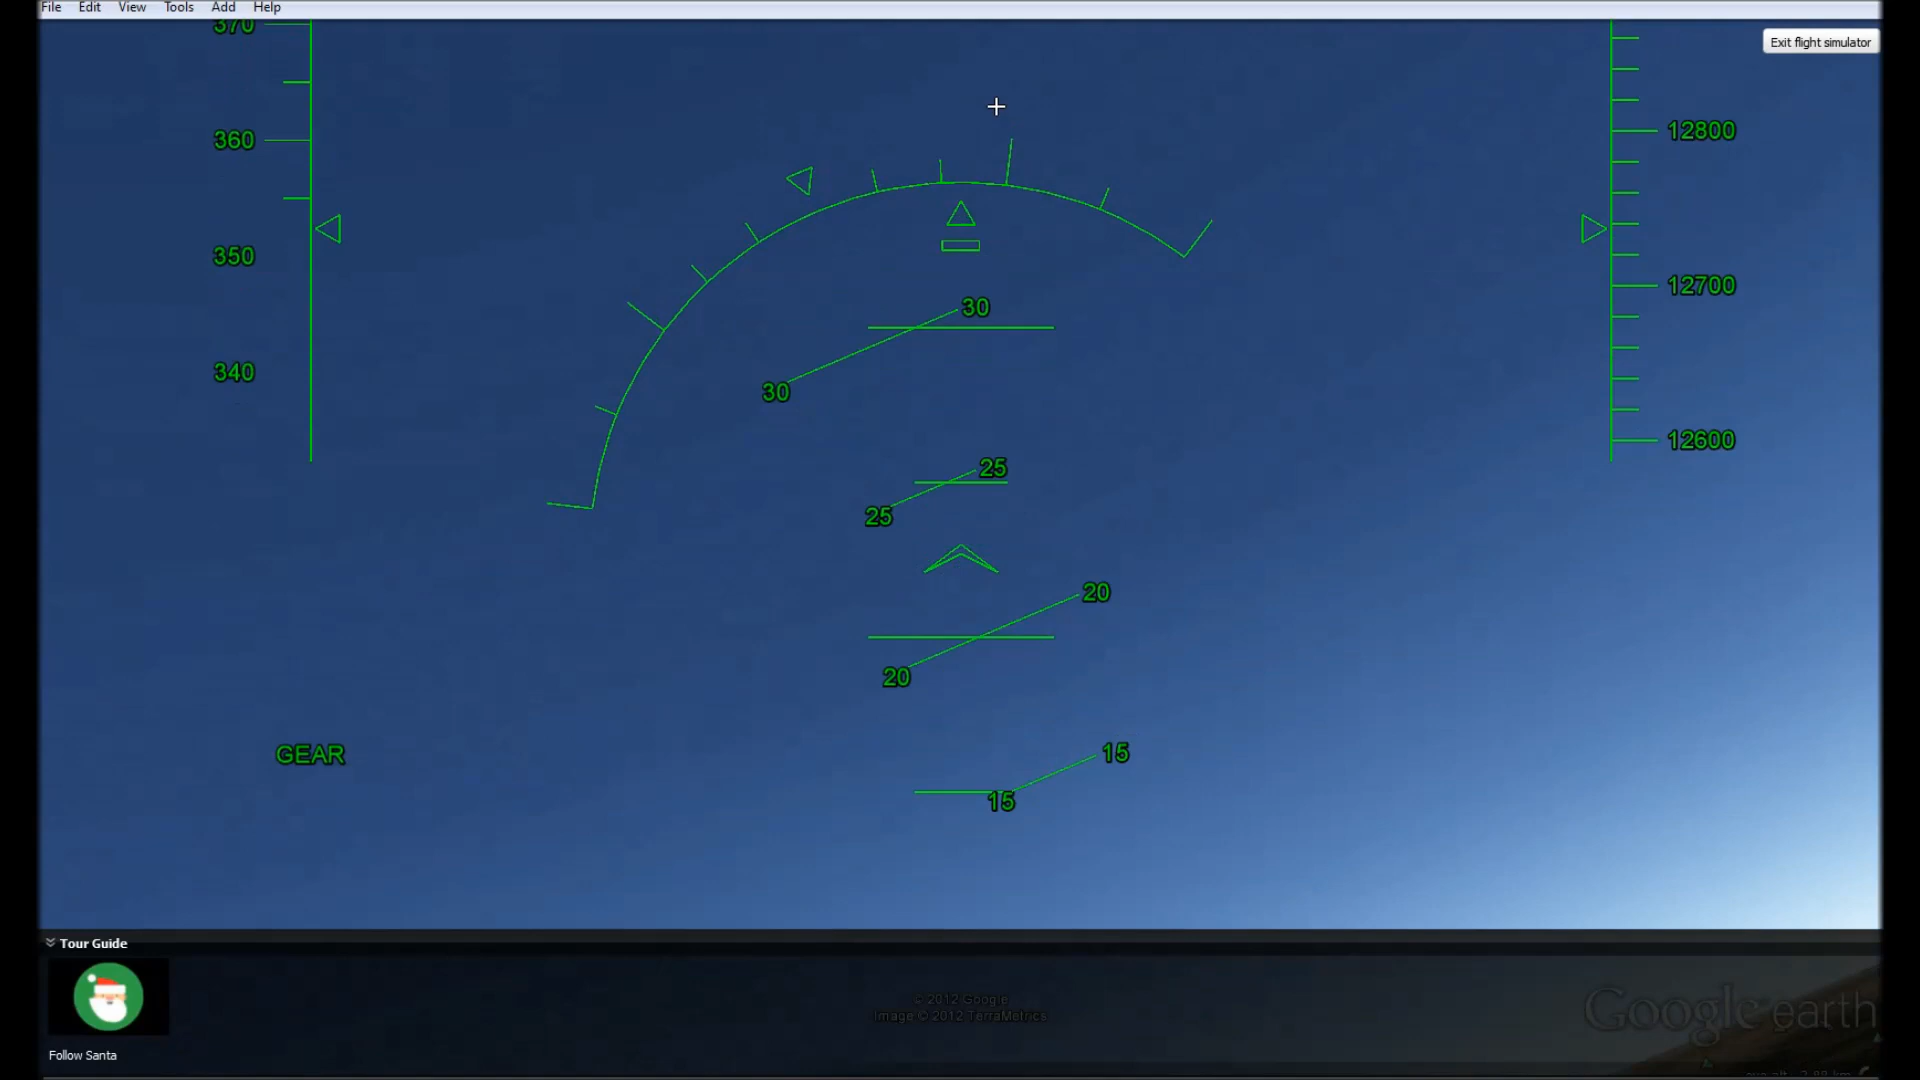 File Edit View Tools Add Help
Exit flight simulator
370
360
350
340
12800
12700
12600
30
30
25
25
20
20
15
15
GEAR
Tour Guide
Follow Santa
© 2012 Google
Image © 2012 TerraMetrics
Google earth